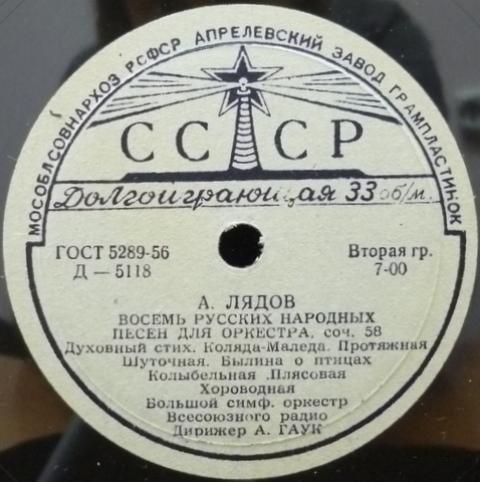 МОСОБЛСОВНАРХОЗ РСФСР АПРЕЛЕВСКИЙ ЗАВОД ГРАМПЛАСТИНОК
СССР
Долгоиграющая 33 об/м.
ГОСТ 5289-56 Вторая гр.
Д — 5118 7-00
А. ЛЯДОВ
ВОСЕМЬ РУССКИХ НАРОДНЫХ
ПЕСЕН ДЛЯ ОРКЕСТРА, соч. 58
Духовный стих. Коляда-Маледа. Протяжная
Шуточная. Былина о птицах
Колыбельная .Плясовая
Хороводная
Большой симф. оркестр
Всесоюзного радио
Дирижер А. ГАУК